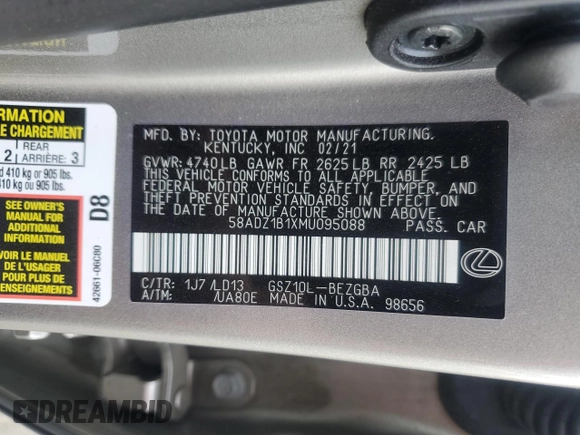 ORMATION
E CHARGEMENT
2 REAR
ARRIÈRE: 3
d 410 kg or 905 lbs.
410 kg ou 905 lbs.
SEE OWNER'S
MANUAL FOR
ADDITIONAL
INFORMATION
Voir le Manuel de
L'USAGER
POUR PLUS DE
RENSEIGNEMENTS
D8
42661-06C80
MFD. BY: TOYOTA MOTOR MANUFACTURING.
KENTUCKY, INC 02/21
GVWR: 4740LB GAWR FR 2625LB RR 2425 LB
THIS VEHICLE CONFORMS TO ALL APPLICABLE
FEDERAL MOTOR VEHICLE SAFETY, BUMPER, AND
THEFT PREVENTION STANDARDS IN EFFECT ON
THE DATE OF MANUFACTURE SHOWN ABOVE.
58ADZ1B1XMU095088 PASS. CAR
C/TR: 1J7 /LD13 GSZ10L-BEZGBA
A/TM: /UA80E MADE IN U.S.A. 98656
DREAMBID